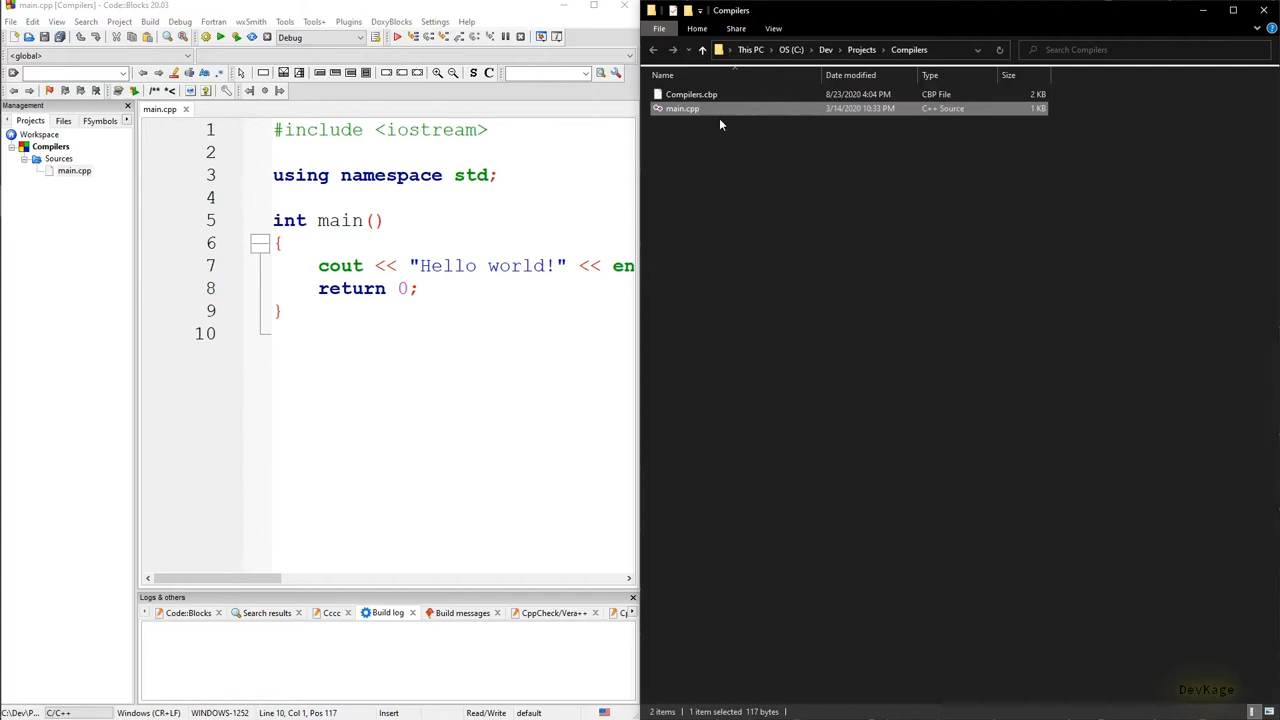 main.cpp [Compilers] - Code::Blocks 20.03
File Edit View Search Project Build Debug Fortran wxSmith Tools Tools+ Plugins DoxyBlocks Settings Help
Debug
<global>
/** *<
S C
Management
Projects Files FSymbols
Workspace
Compilers
Sources
main.cpp
main.cpp
1 #include <iostream>
2
3 using namespace std;
4
5 int main()
6 {
7 cout << "Hello world!" << en
8 return 0;
9 }
10
Logs & others
Code::Blocks Search results Cccc Build log Build messages CppCheck/Vera++
C:\Dev\P... C/C++ Windows (CR+LF) WINDOWS-1252 Line 10, Col 1, Pos 117 Insert Read/Write default
Compilers
File Home Share View
This PC OS (C:) Dev Projects Compilers
Search Compilers
Name Date modified Type Size
Compilers.cbp 8/23/2020 4:04 PM CBP File 2 KB
main.cpp 3/14/2020 10:33 PM C++ Source 1 KB
DevKage
2 items 1 item selected 117 bytes